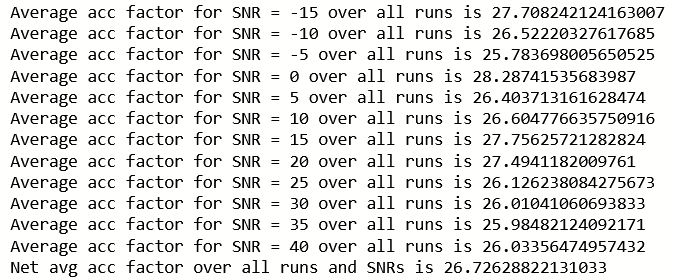 Average acc factor for SNR = -15 over all runs is 27.708242124163007
Average acc factor for SNR = -10 over all runs is 26.52220327617685
Average acc factor for SNR = -5 over all runs is 25.783698005650525
Average acc factor for SNR = 0 over all runs is 28.28741535683987
Average acc factor for SNR = 5 over all runs is 26.403713161628474
Average acc factor for SNR = 10 over all runs is 26.604776635750916
Average acc factor for SNR = 15 over all runs is 27.75625721282824
Average acc factor for SNR = 20 over all runs is 27.4941182009761
Average acc factor for SNR = 25 over all runs is 26.126238084275673
Average acc factor for SNR = 30 over all runs is 26.01041060693833
Average acc factor for SNR = 35 over all runs is 25.98482124092171
Average acc factor for SNR = 40 over all runs is 26.03356474957432
Net avg acc factor over all runs and SNRs is 26.72628822131033